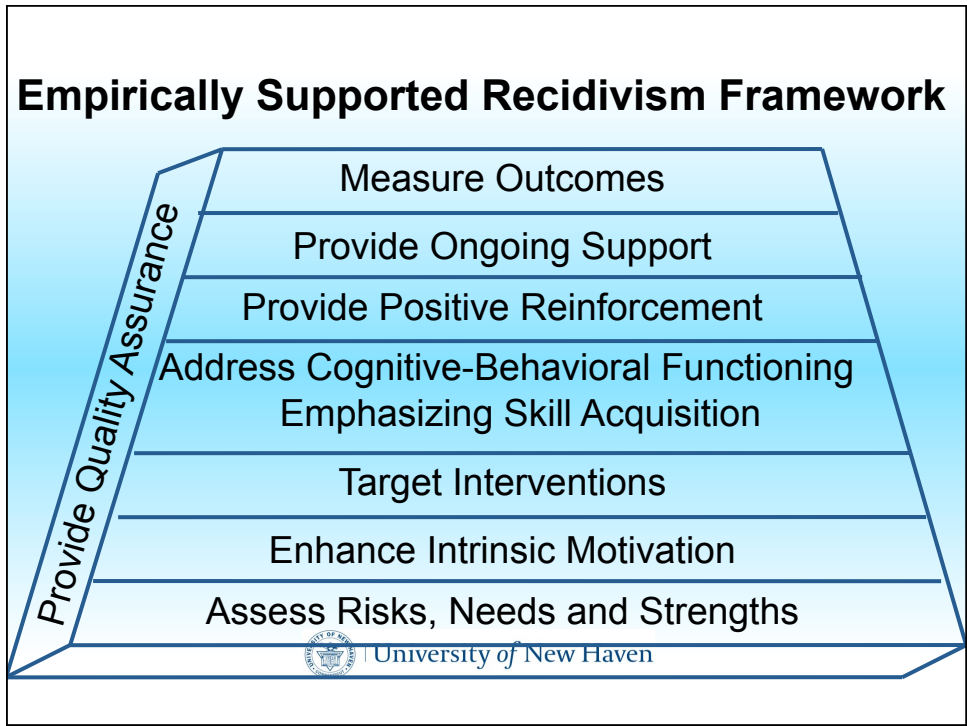 Empirically Supported Recidivism Framework
Provide Quality Assurance
Measure Outcomes
Provide Ongoing Support
Provide Positive Reinforcement
Address Cognitive-Behavioral Functioning
Emphasizing Skill Acquisition
Target Interventions
Enhance Intrinsic Motivation
Assess Risks, Needs and Strengths
University of New Haven